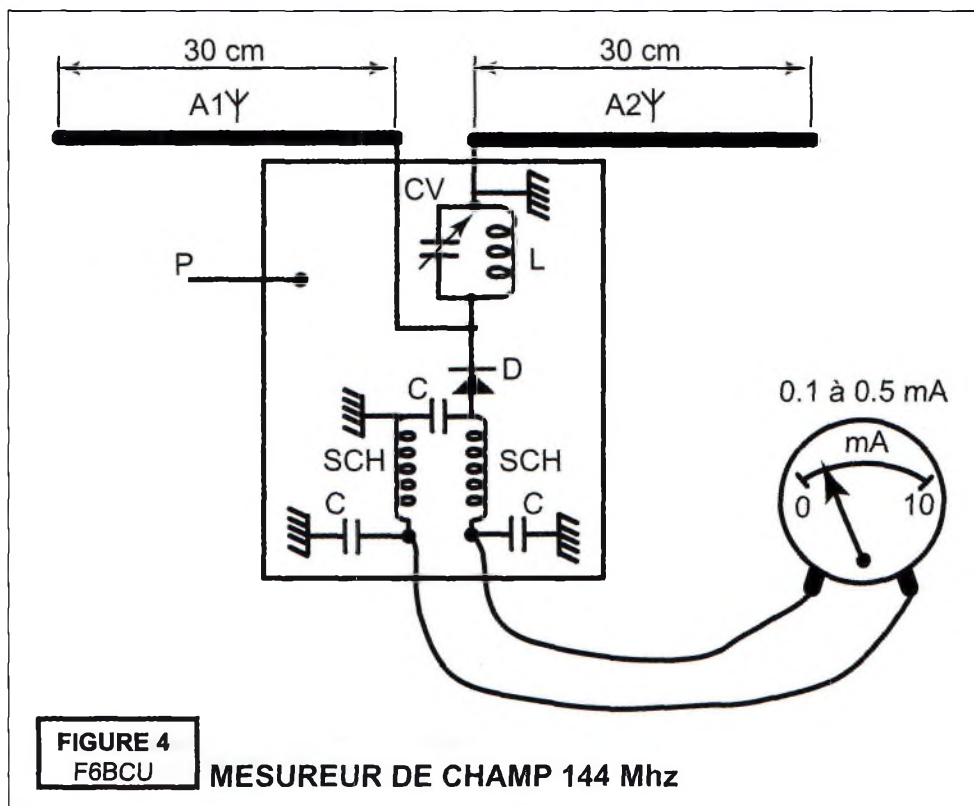 30 cm
30 cm
A1
A2
CV
L
P
D
C
0.1 à 0.5 mA
mA
0
10
SCH
SCH
C
C
FIGURE 4
F6BCU
MESUREUR DE CHAMP 144 Mhz